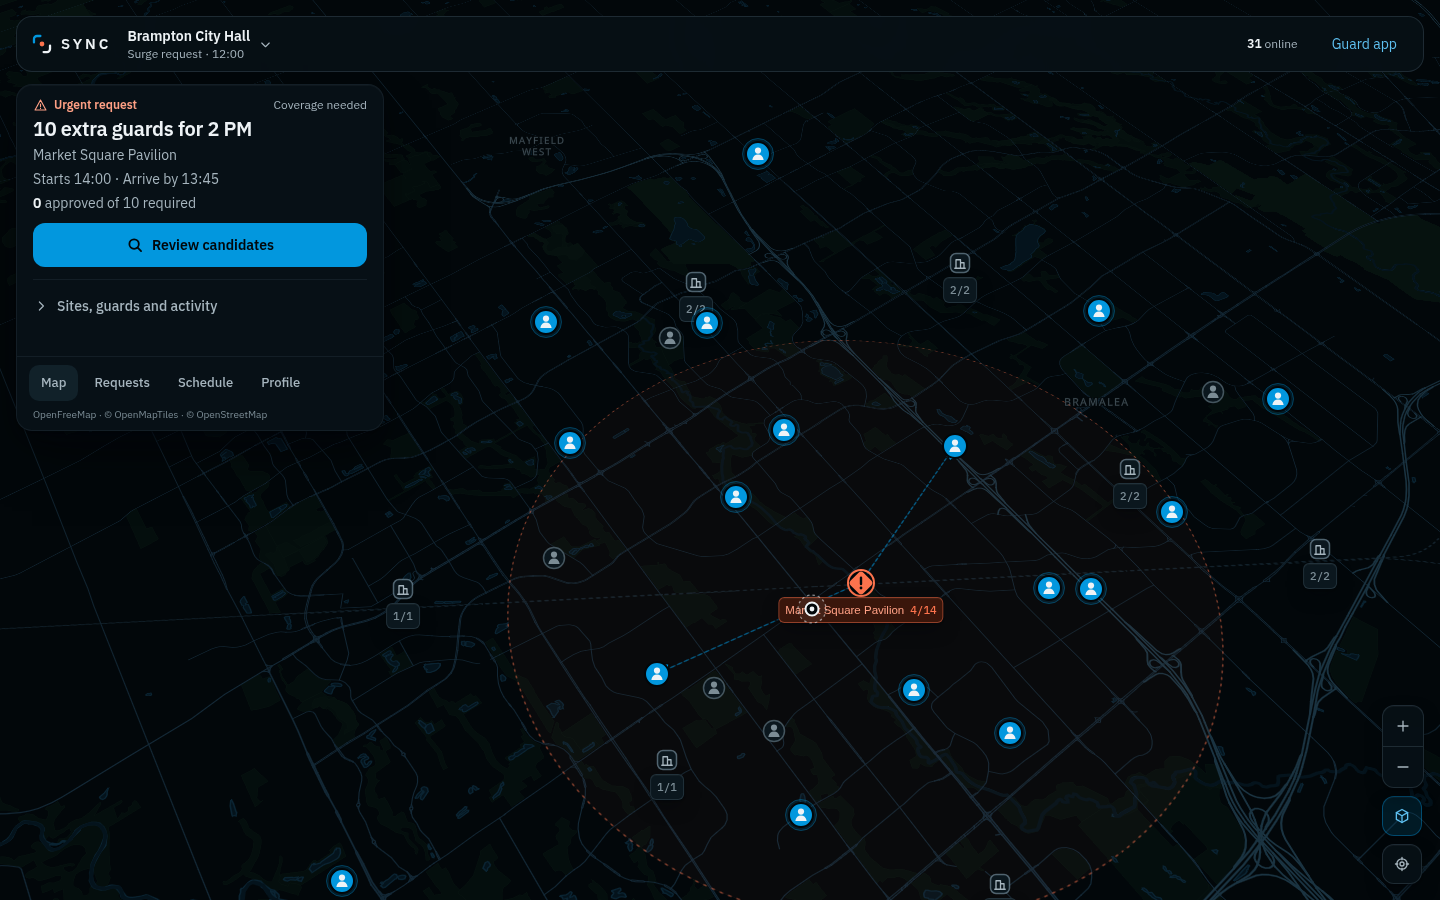 SYNC
Brampton City Hall
Surge request · 12:00
31 online
Guard app
Urgent request
Coverage needed
10 extra guards for 2 PM
Market Square Pavilion
Starts 14:00 · Arrive by 13:45
0 approved of 10 required
Review candidates
Sites, guards and activity
Map
Requests
Schedule
Profile
OpenFreeMap · © OpenMapTiles · © OpenStreetMap
MAYFIELD
WEST
2/2
2/2
BRAMALEA
2/2
2/2
1/1
Square Pavilion 4/14
1/1